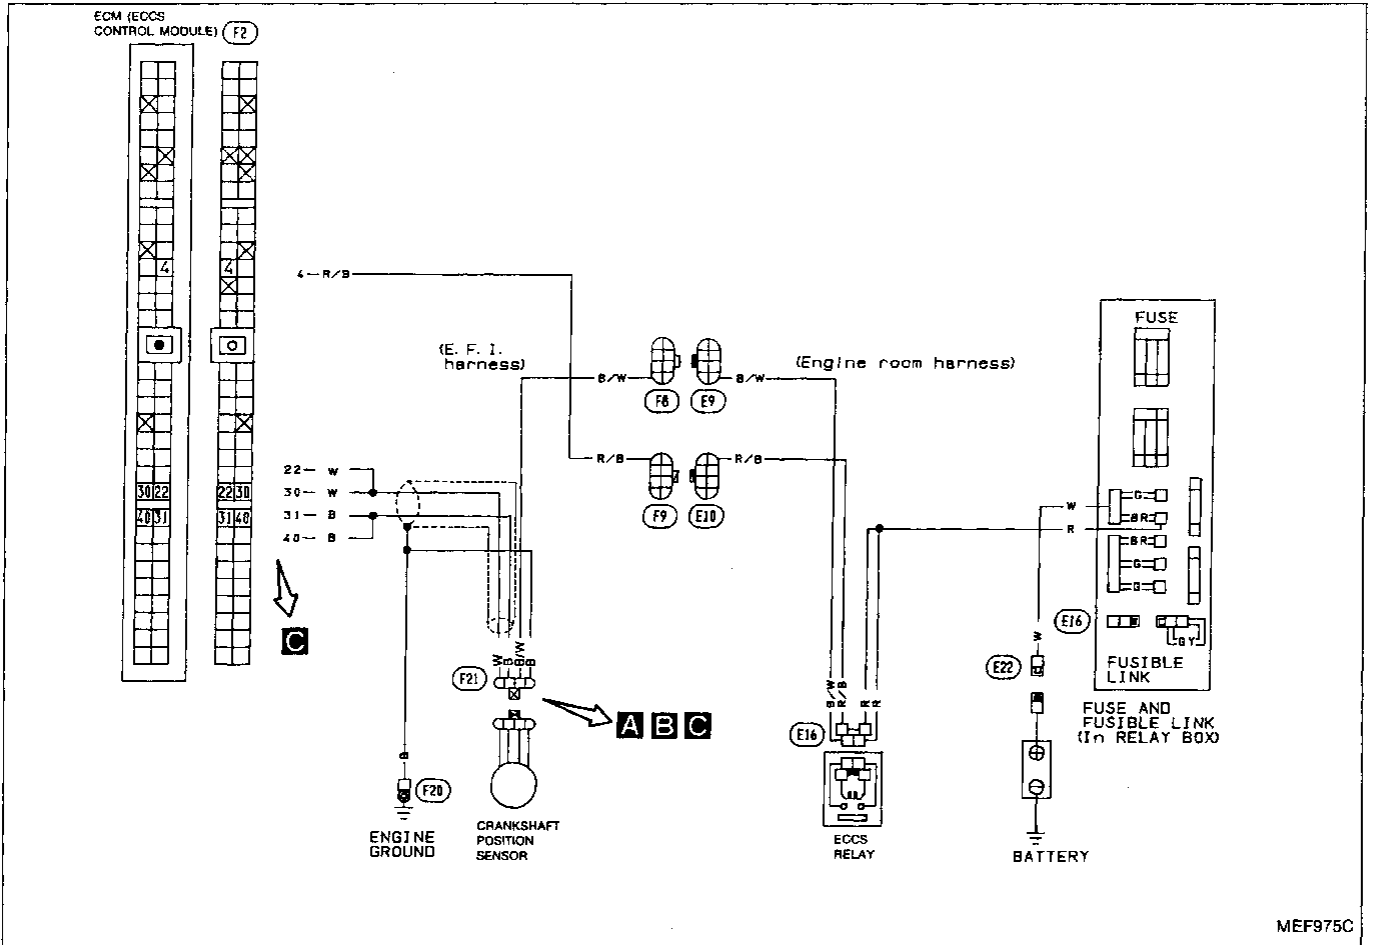 ECM (ECCS
CONTROL MODULE) F2
4
4
4 R/B
(E. F. I.
harness)
B/W
F8
E9
B/W
(Engine room harness)
FUSE
R/B
F9
E10
R/B
30 22
40 31
22 30
31 40
22 W
30 W
31 B
40 B
C
W
R
G
BR
BR
G
G
E16
GY
FUSIBLE
LINK
W
E22
FUSE AND
FUSIBLE LINK
(In RELAY BOX)
W
B
B/W
B
F21
A B C
B/W
R/B
R
R
E16
B
F20
ENGINE
GROUND
CRANKSHAFT
POSITION
SENSOR
ECCS
RELAY
BATTERY
MEF975C